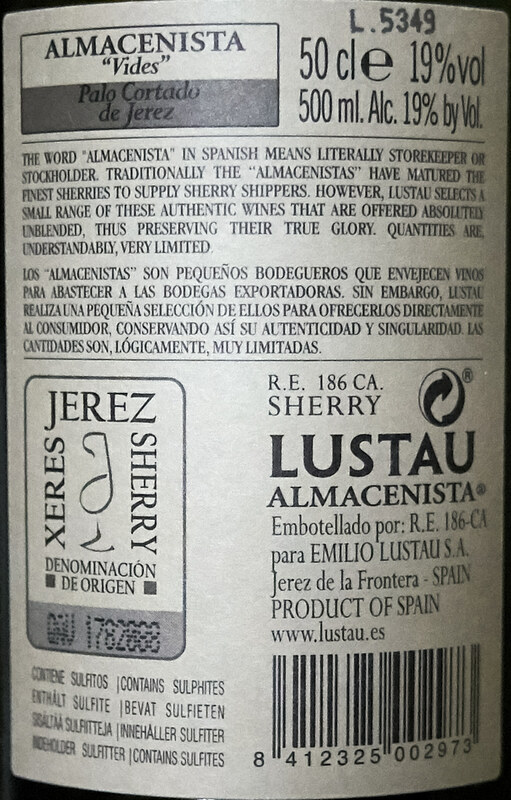 L.5349
ALMACENISTA
"Vides"
Palo Cortado
de Jerez
50 cl e 19% vol
500 ml. Alc. 19% by Vol.
THE WORD "ALMACENISTA" IN SPANISH MEANS LITERALLY STOREKEEPER OR
STOCKHOLDER. TRADITIONALLY THE "ALMACENISTAS" HAVE MATURED THE
FINEST SHERRIES TO SUPPLY SHERRY SHIPPERS. HOWEVER, LUSTAU SELECTS A
SMALL RANGE OF THESE AUTHENTIC WINES THAT ARE OFFERED ABSOLUTELY
UNBLENDED, THUS PRESERVING THEIR TRUE GLORY. QUANTITIES ARE,
UNDERSTANDABLY, VERY LIMITED.
LOS "ALMACENISTAS" SON PEQUEÑOS BODEGUEROS QUE ENVEJECEN VINOS
PARA ABASTECER A LAS BODEGAS EXPORTADORAS. SIN EMBARGO, LUSTAU
REALIZA UNA PEQUEÑA SELECCIÓN DE ELLOS PARA OFRECERLOS DIRECTAMENTE
AL CONSUMIDOR, CONSERVANDO ASÍ SU AUTENTICIDAD Y SINGULARIDAD. LAS
CANTIDADES SON, LÓGICAMENTE, MUY LIMITADAS.
JEREZ
XERES
SHERRY
DENOMINACIÓN
DE ORIGEN
R.E. 186 CA.
SHERRY
®
LUSTAU
ALMACENISTA®
Embotellado por: R.E. 186-CA
para EMILIO LUSTAU S.A.
Jerez de la Frontera - SPAIN
PRODUCT OF SPAIN
www.lustau.es
CONTIENE SULFITOS | CONTAINS SULPHITES
ENTHÄLT SULFITE | BEVAT SULFIETEN
SISÄLTÄÄ SULFIITTEJA | INNEHÅLLER SULFITER
INDEHOLDER SULFITTER | CONTAINS SULFITES
8 412325 002973